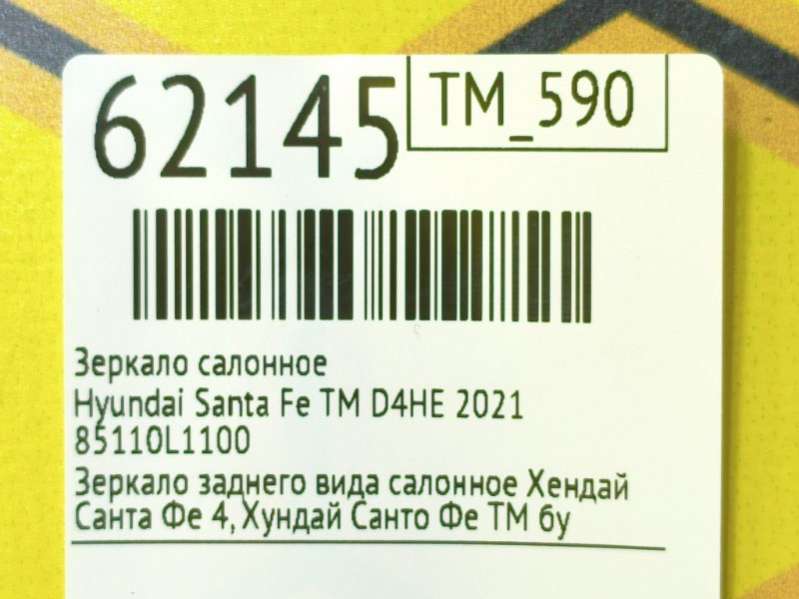 62145
TM_590
Зеркало салонное
Hyundai Santa Fe TM D4HE 2021
85110L1100
Зеркало заднего вида салонное Хендай
Санта Фе 4, Хундай Санто Фе ТМ бу